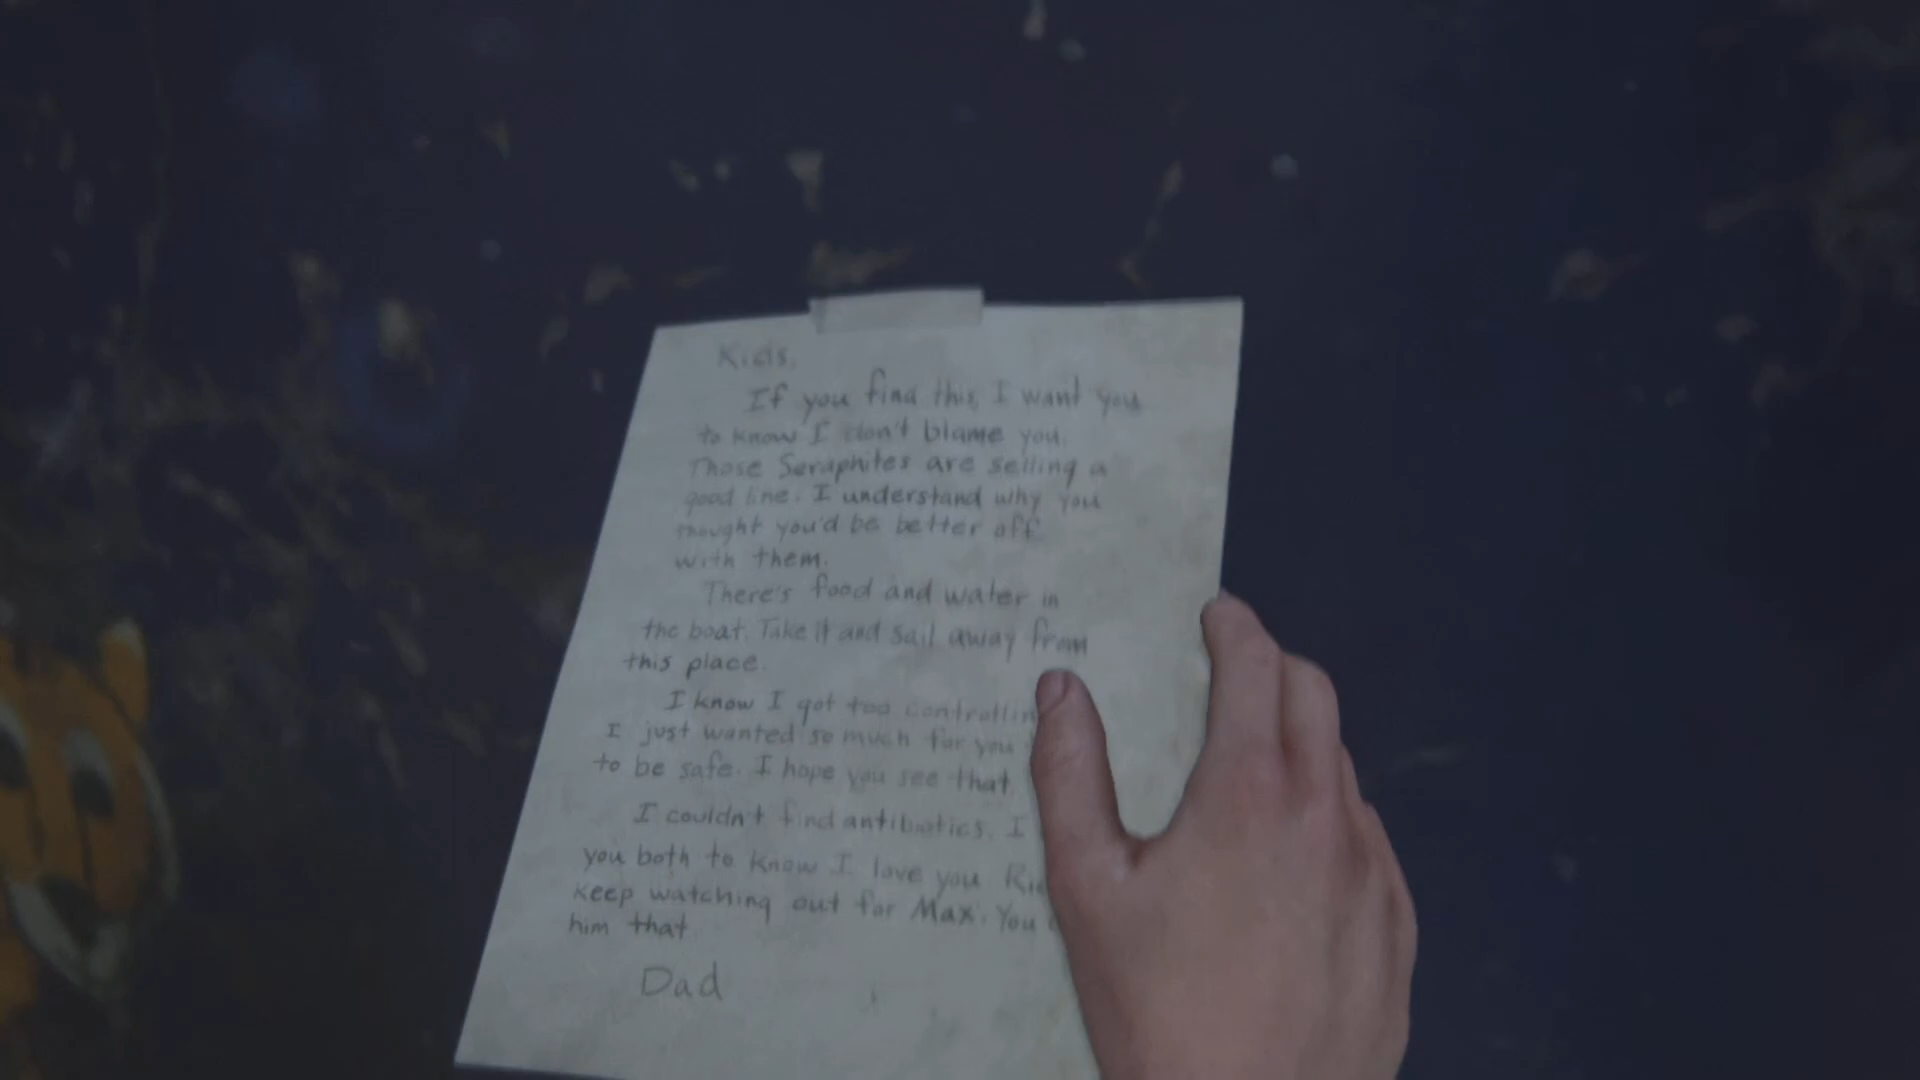 Kids,
If you find this, I want you
to know I don't blame you.
Those Seraphites are selling a
good line. I understand why you
thought you'd be better off
with them.
There's food and water in
the boat. Take it and sail away from
this place.
I know I got too controllin
I just wanted so much for you
to be safe. I hope you see that
I couldn't find antibiotics. I
you both to know I love you
keep watching out for Max. You
him that
Dad